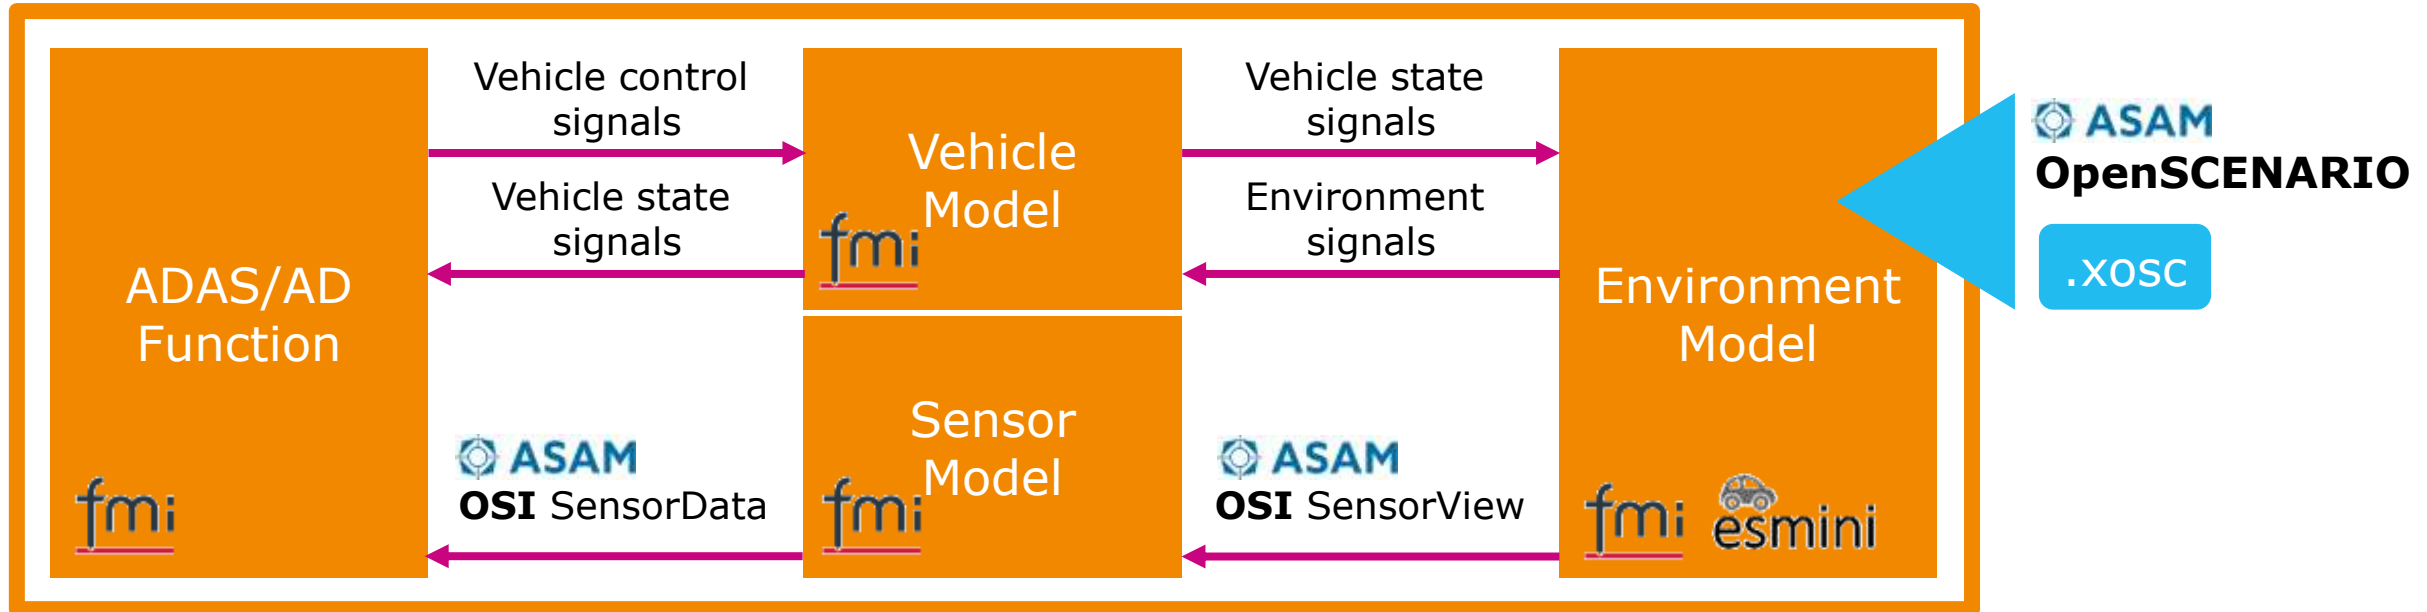 ADAS/AD
Function
fmi
Vehicle control
signals
Vehicle state
signals
ASAM
OSI SensorData
Vehicle
Model
fmi
Sensor
Model
fmi
Vehicle state
signals
Environment
signals
ASAM
OSI SensorView
Environment
Model
fmi
esmini
ASAM
OpenSCENARIO
.xosc